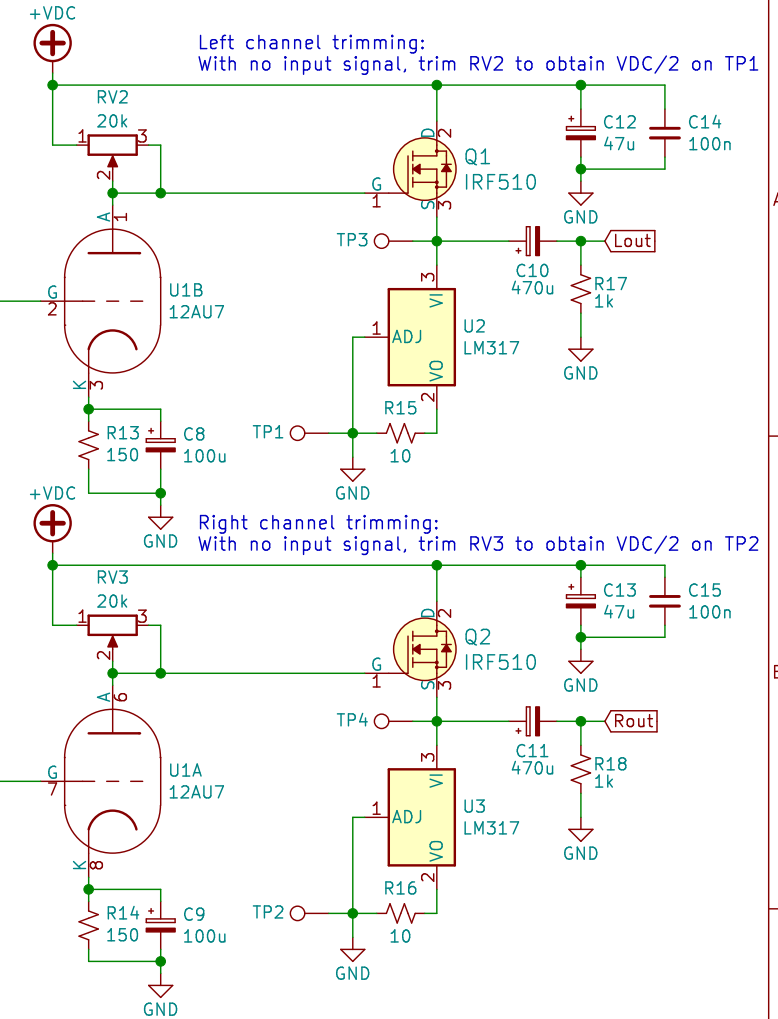 +VDC
Left channel trimming:
With no input signal, trim RV2 to obtain VDC/2 on TP1
RV2
20k
1
3
2
D
2
Q1
IRF510
G
1
S
3
C12
47u
C14
100n
GND
A
1
TP3
C10
470u
Lout
R17
1k
GND
G
2
U1B
12AU7
K
3
3
VI
1
ADJ
U2
LM317
VO
2
R15
10
TP1
GND
R13
150
C8
100u
GND
+VDC
Right channel trimming:
With no input signal, trim RV3 to obtain VDC/2 on TP2
RV3
20k
1
3
2
D
2
Q2
IRF510
G
1
S
3
C13
47u
C15
100n
GND
A
6
TP4
C11
470u
Rout
R18
1k
GND
G
7
U1A
12AU7
K
8
3
VI
1
ADJ
U3
LM317
VO
2
R16
10
TP2
GND
R14
150
C9
100u
GND